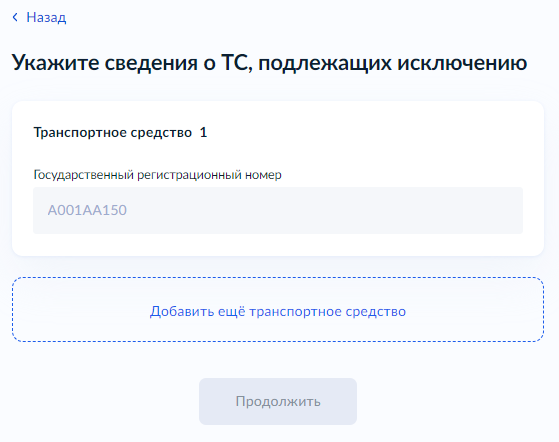 Назад
Укажите сведения о ТС, подлежащих исключению
Транспортное средство 1
Государственный регистрационный номер
А001АА150
Добавить ещё транспортное средство
Продолжить